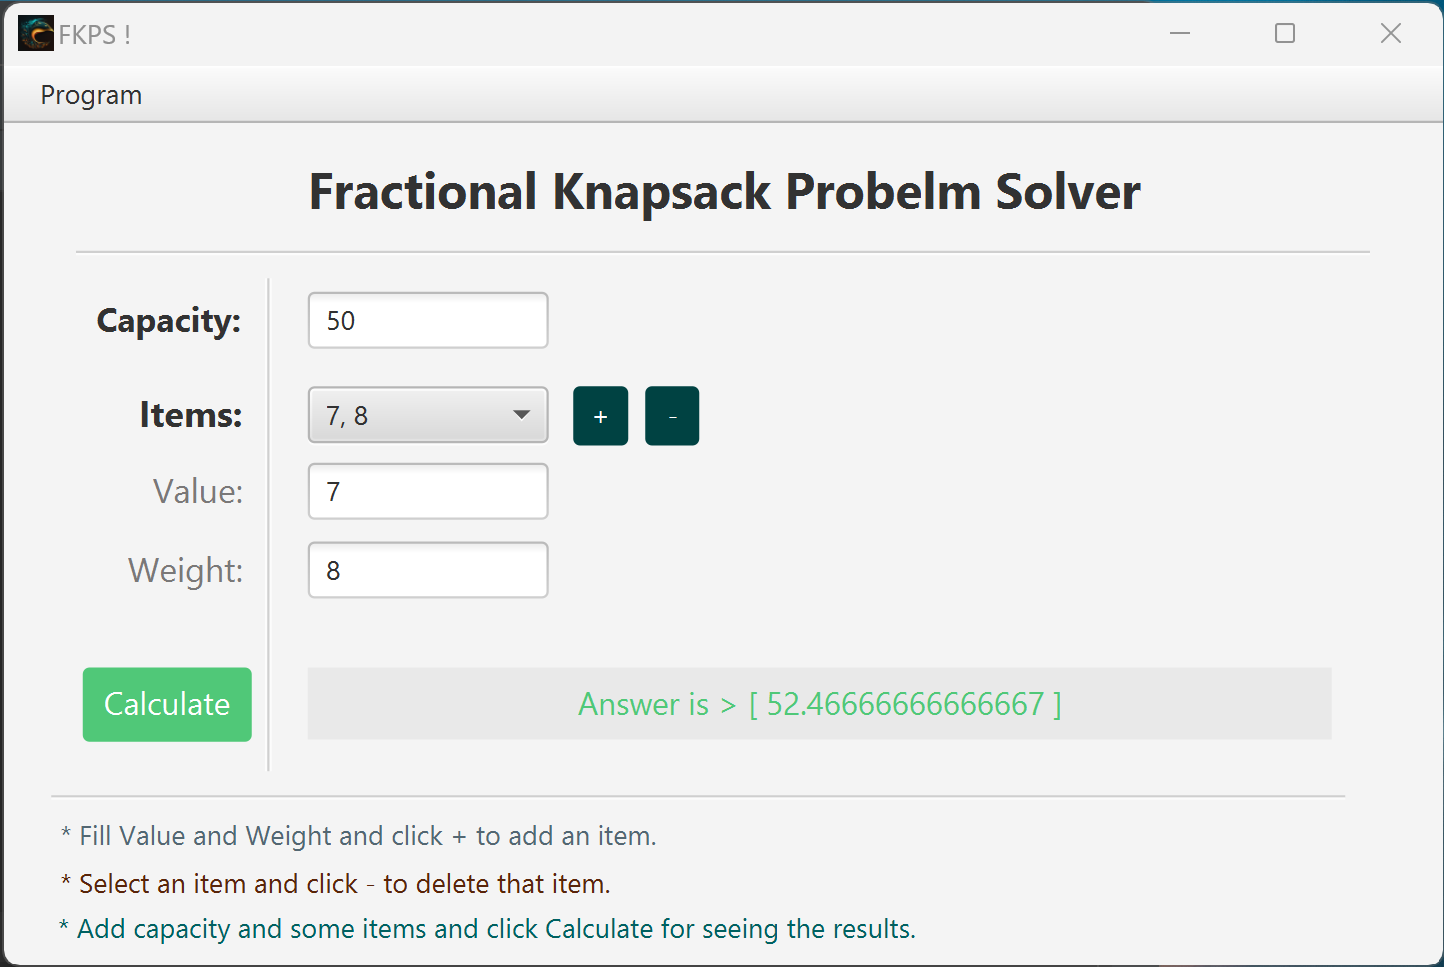 FKPS !
Program
Fractional Knapsack Probelm Solver
Capacity:
50
Items:
7, 8
+
-
Value:
7
Weight:
8
Calculate
Answer is > [ 52.46666666666667 ]
* Fill Value and Weight and click + to add an item.
* Select an item and click - to delete that item.
* Add capacity and some items and click Calculate for seeing the results.